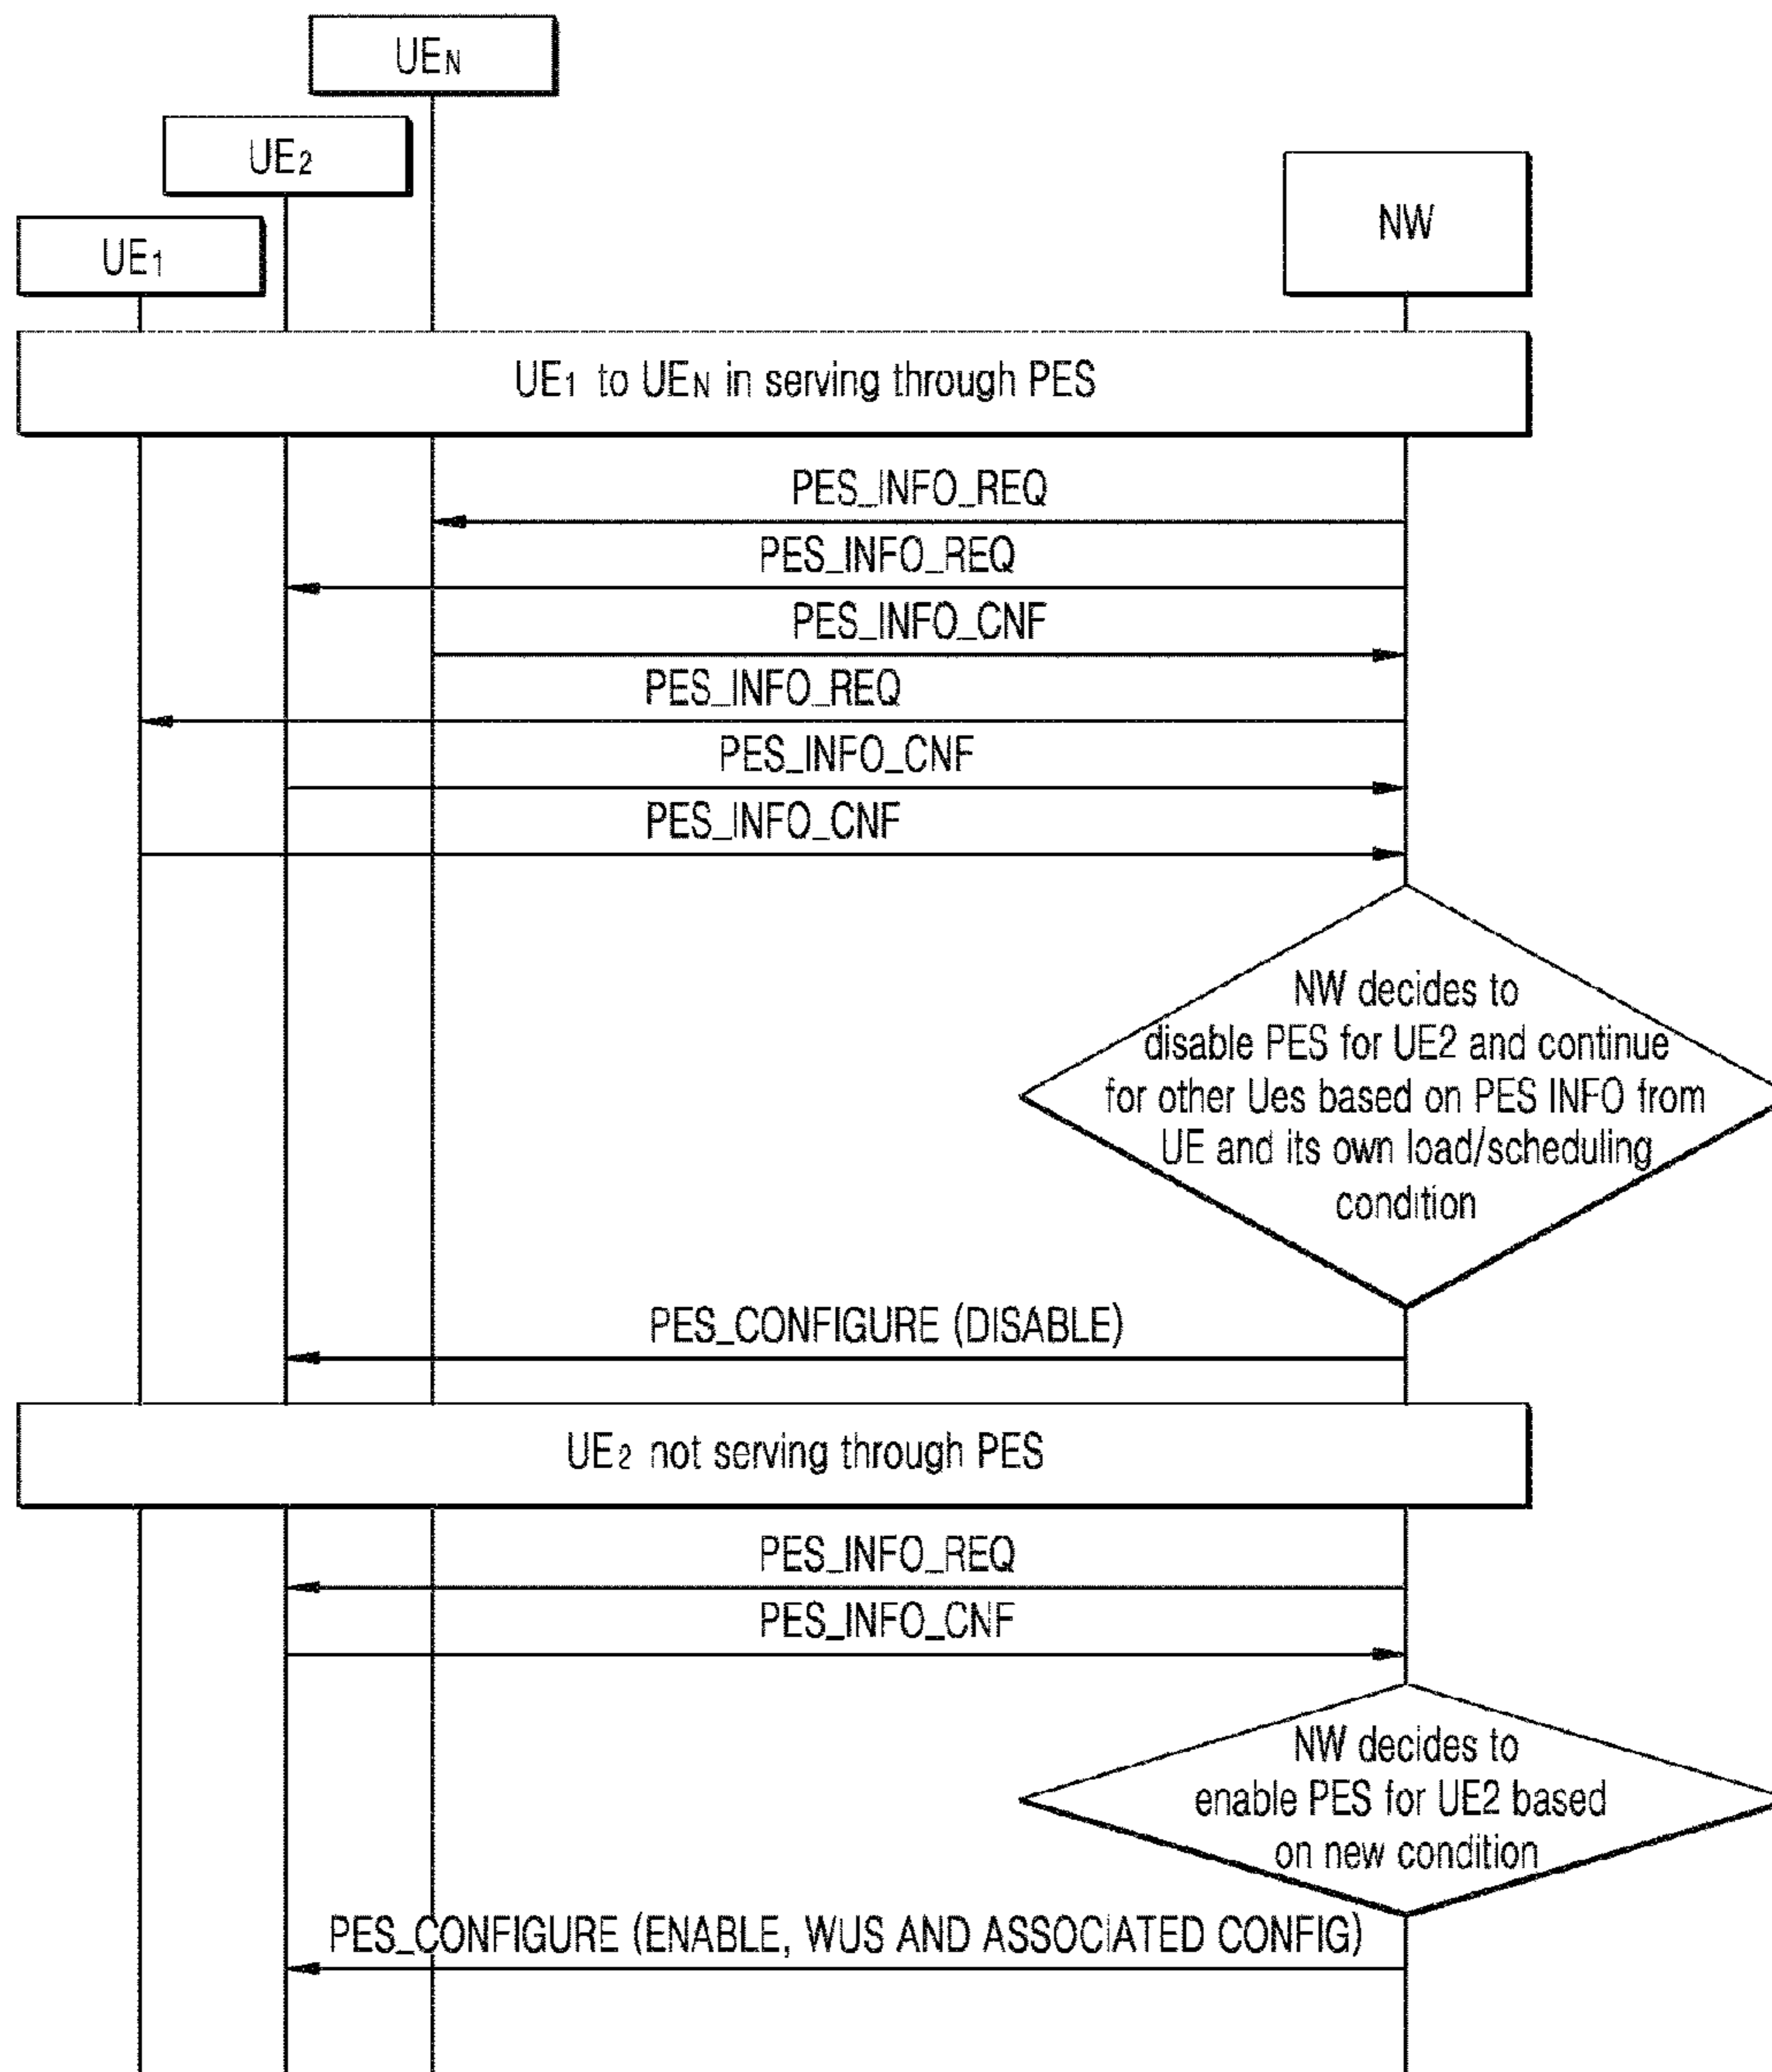 UEN
UE2
UE1
NW
UE1 to UEN in serving through PES
PES_INFO_REQ
PES_INFO_REQ
PES_INFO_CNF
PES_INFO_REQ
PES_INFO_CNF
PES_INFO_CNF
NW decides to
disable PES for UE2 and continue
for other Ues based on PES INFO from
UE and its own load/scheduling
condition
PES_CONFIGURE (DISABLE)
UE2 not serving through PES
PES_INFO_REQ
PES_INFO_CNF
NW decides to
enable PES for UE2 based
on new condition
PES_CONFIGURE (ENABLE, WUS AND ASSOCIATED CONFIG)